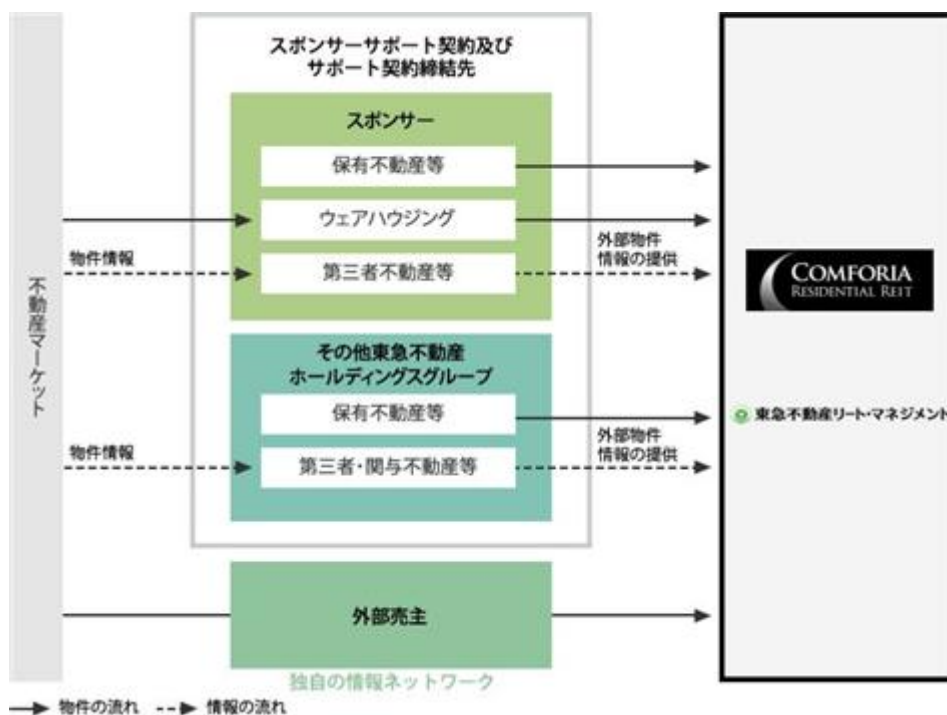 スポンサーサポート契約及び
サポート契約締結先
スポンサー
保有不動産等
ウェアハウジング
物件情報
第三者不動産等
外部物件
情報の提供
不動産マーケット
COMFORIA
RESIDENTIAL REIT
その他東急不動産
ホールディングスグループ
保有不動産等
物件情報
第三者・関与不動産等
外部物件
情報の提供
東急不動産リート・マネジメント
外部売主
独自の情報ネットワーク
物件の流れ 情報の流れ